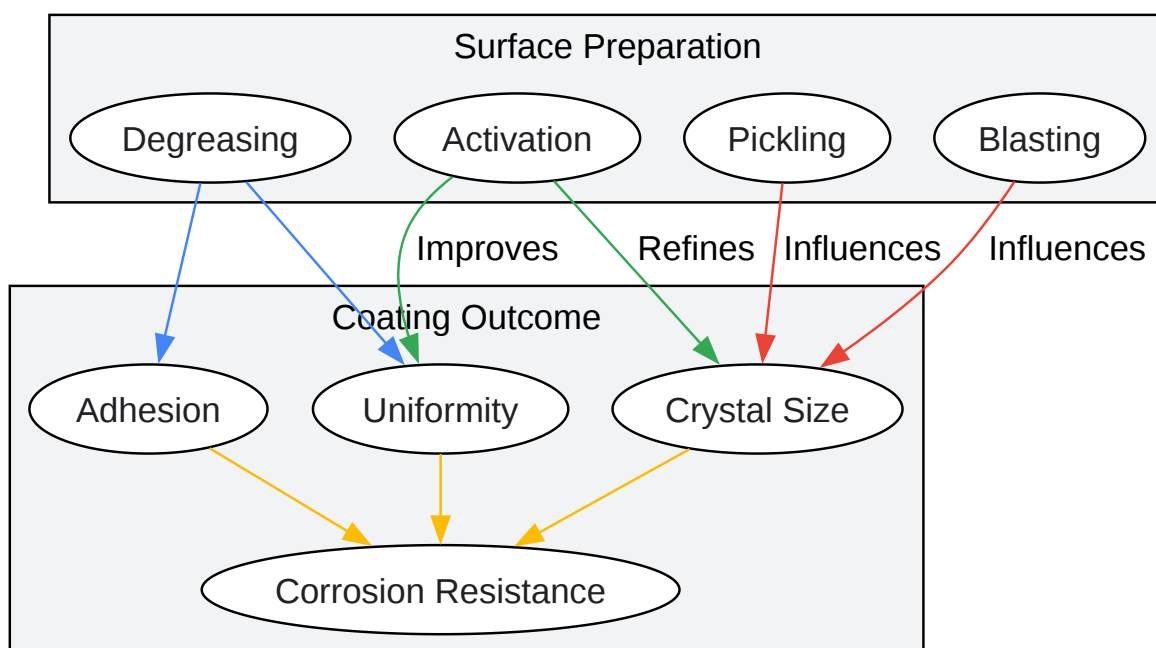 Surface Preparation
Degreasing
Activation
Pickling
Blasting
Improves
Refines
Influences
Influences
Coating Outcome
Adhesion
Uniformity
Crystal Size
Corrosion Resistance